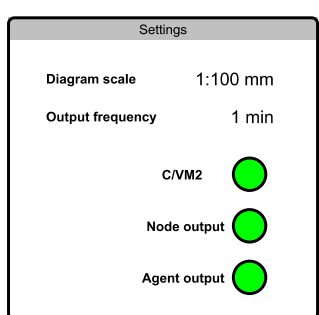 Settings
Diagram scale 1:100 mm
Output frequency 1 min
C/VM2
Node output
Agent output